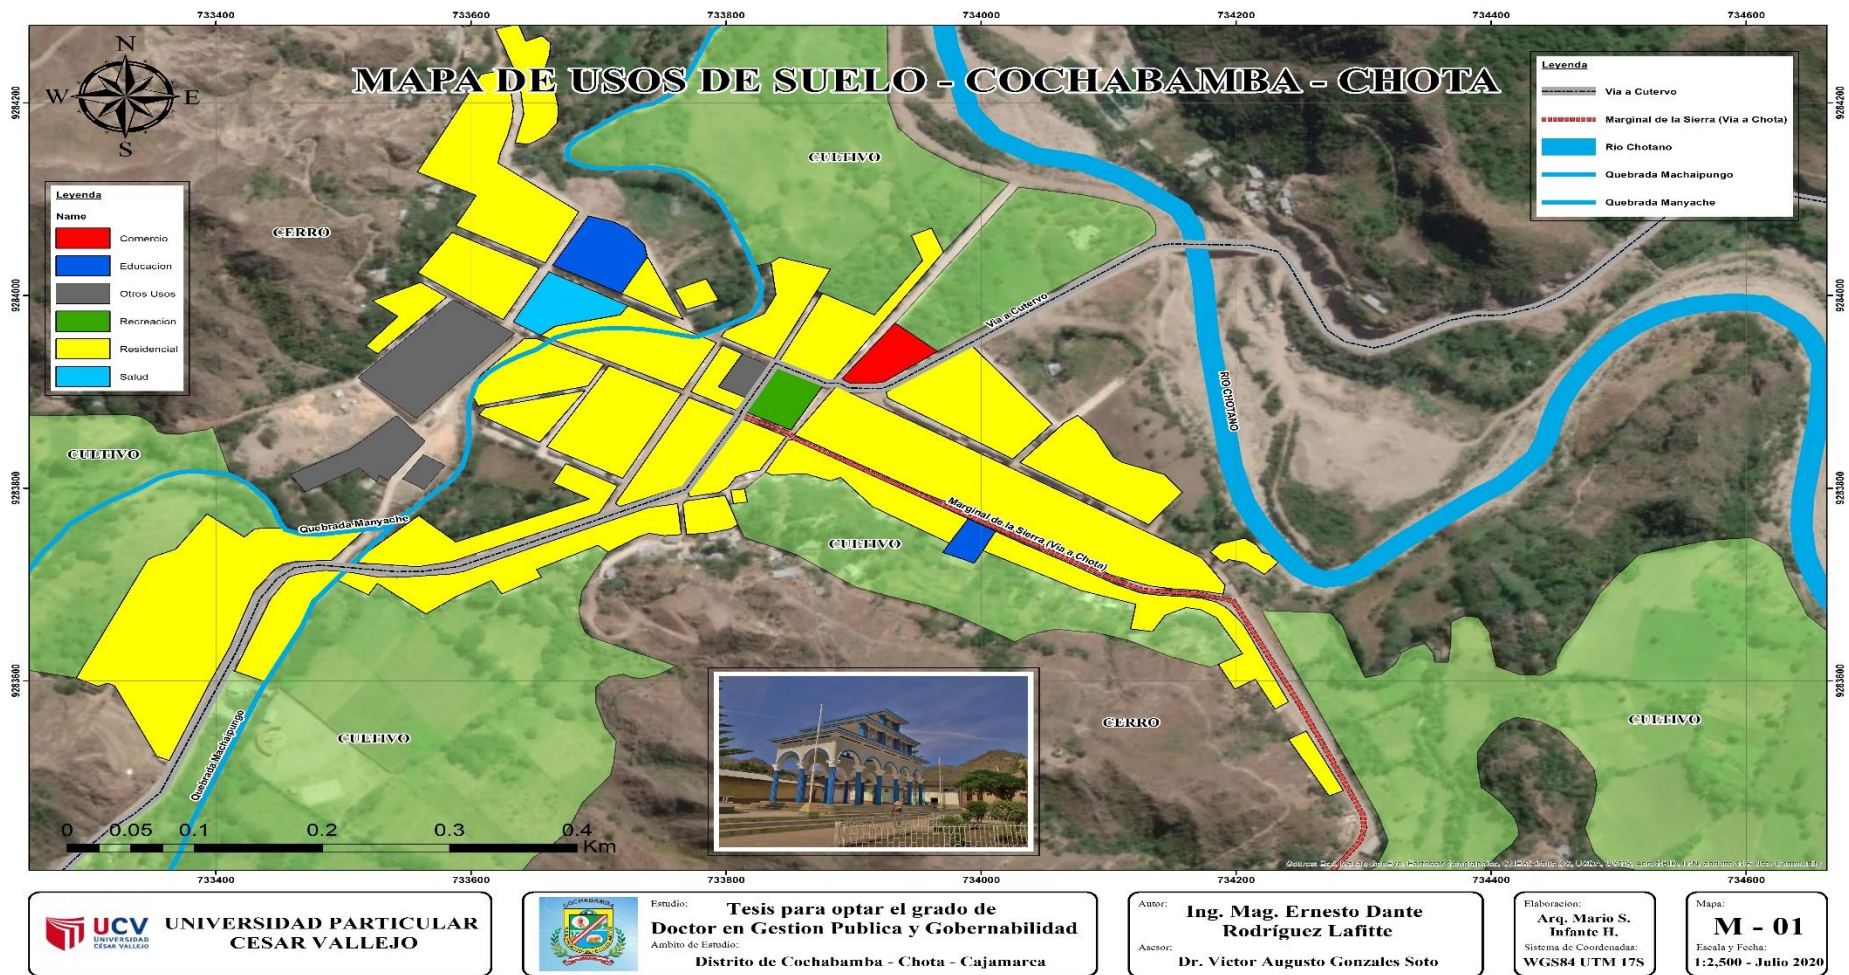 733400 733600 733800 734000 734200 734400 734600
MAPA DE USOS DE SUELO - COCHABAMBA - CHOTA
N
W E
S
9284200
9284000
9283800
9283600
9284200
9284000
9283800
9283600
Leyenda
Name
Comercio
Educacion
Otros Usos
Recreacion
Residencial
Salud
Leyenda
Via a Cutervo
Marginal de la Sierra (Via a Chota)
Rio Chotano
Quebrada Machaipungo
Quebrada Manyache
CULTIVO
CERRO
Via a Cutervo
RIO CHOTANO
CULTIVO
Quebrada Manyache
Marginal de la Sierra (Via a Chota)
CULTIVO
CERRO
CULTIVO
CULTIVO
Quebrada Machaipungo
0 0.05 0.1 0.2 0.3 0.4
Km
733400 733600 733800 734000 734200 734400 734600
UCV
UNIVERSIDAD
CÉSAR VALLEJO
UNIVERSIDAD PARTICULAR
CESAR VALLEJO
COCHABAMBA
Estudio:
Tesis para optar el grado de
Doctor en Gestion Publica y Gobernabilidad
Ambito de Estudio:
Distrito de Cochabamba - Chota - Cajamarca
Autor:
Ing. Mag. Ernesto Dante
Rodríguez Lafitte
Asesor:
Dr. Victor Augusto Gonzales Soto
Elaboracion:
Arq. Mario S.
Infante H.
Sistema de Coordenadas:
WGS84 UTM 17S
Mapa:
M - 01
Escala y Fecha:
1:2,500 - Julio 2020